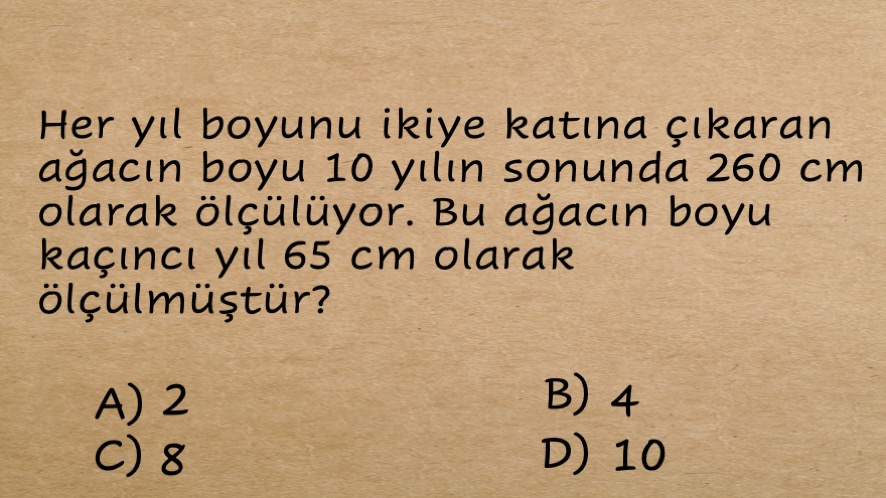 Her yıl boyunu ikiye katına çıkaran
ağacın boyu 10 yılın sonunda 260 cm
olarak ölçülüyor. Bu ağacın boyu
kaçıncı yıl 65 cm olarak
ölçülmüştür?
A) 2 B) 4
C) 8 D) 10